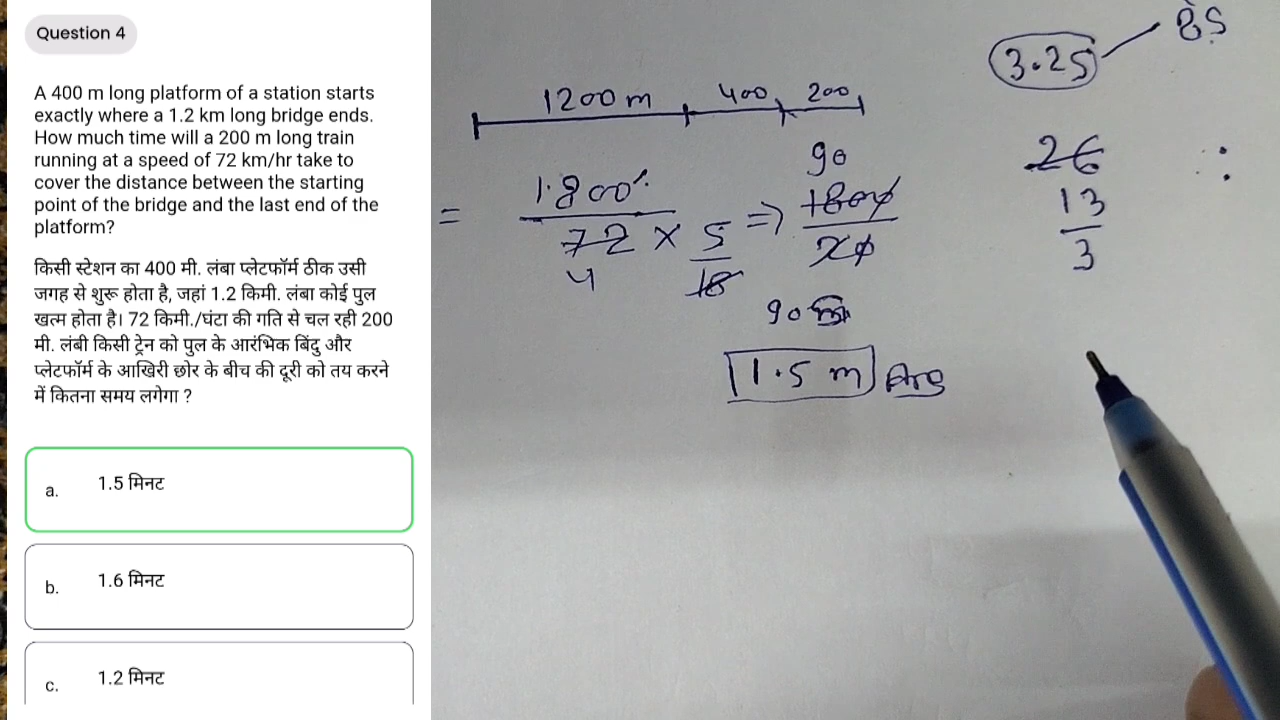 Question 4
A 400 m long platform of a station starts
exactly where a 1.2 km long bridge ends.
How much time will a 200 m long train
running at a speed of 72 km/hr take to
cover the distance between the starting
point of the bridge and the last end of the
platform?
किसी स्टेशन का 400 मी. लंबा प्लेटफॉर्म ठीक उसी
जगह से शुरू होता है, जहां 1.2 किमी. लंबा कोई पुल
खत्म होता है। 72 किमी./घंटा की गति से चल रही 200
मी. लंबी किसी ट्रेन को पुल के आरंभिक बिंदु और
प्लेटफॉर्म के आखिरी छोर के बीच की दूरी को तय करने
में कितना समय लगेगा ?
a. 1.5 मिनट
b. 1.6 मिनट
c. 1.2 मिनट
1200 m 400 200
90
= 1800 / 72 × 5/18 => 1800 / 20
4
90
1.5 m Ans
3.25
26
13
3